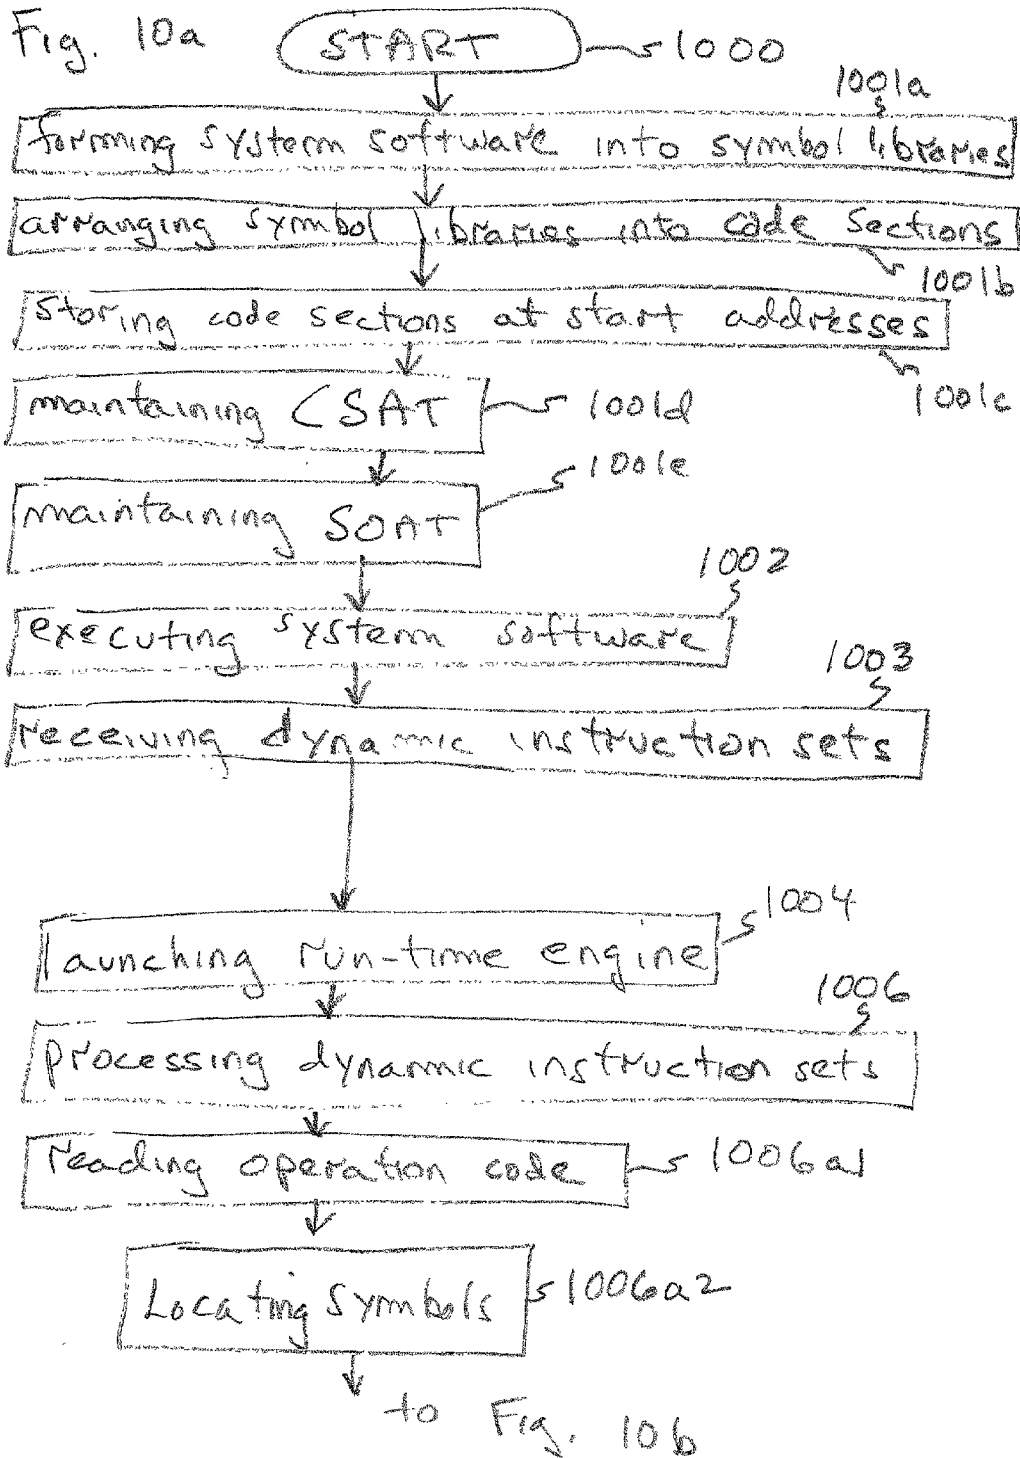 Fig. 10a
START
1000
1001a
forming system software into symbol libraries
arranging symbol libraries into code sections
1001b
storing code sections at start addresses
1001c
maintaining CSAT
1001d
1001e
maintaining SOAT
1002
executing system software
1003
receiving dynamic instruction sets
1004
launching run-time engine
1006
processing dynamic instruction sets
reading operation code
1006a1
Locating symbols
1006a2
to Fig. 10b